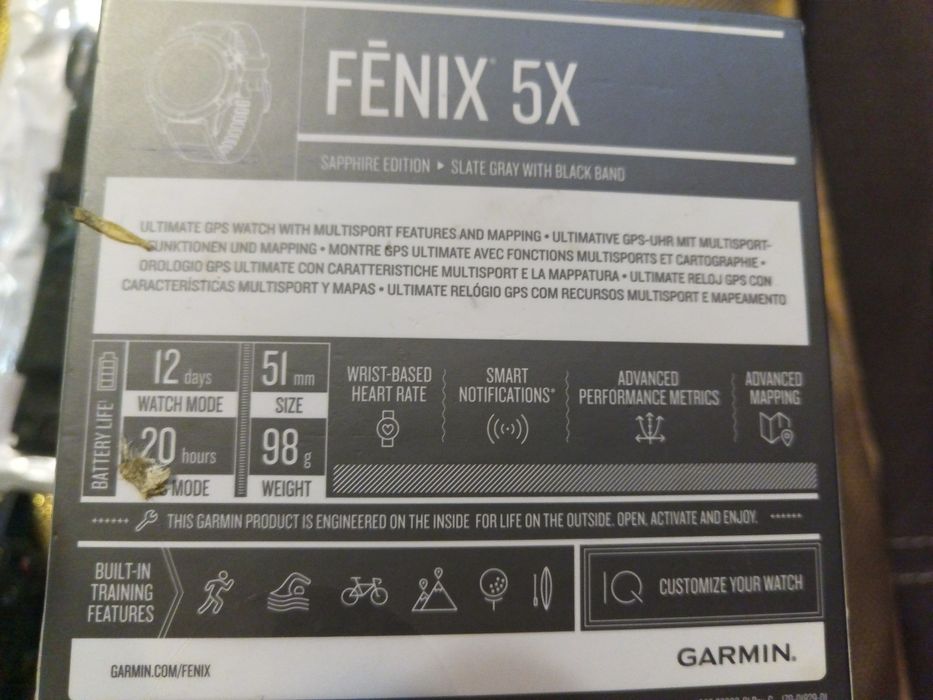 FĒNIX® 5X
SAPPHIRE EDITION ▸ SLATE GRAY WITH BLACK BAND
ULTIMATE GPS WATCH WITH MULTISPORT FEATURES AND MAPPING • ULTIMATIVE GPS-UHR MIT MULTISPORT-
FUNKTIONEN UND MAPPING • MONTRE GPS ULTIMATE AVEC FONCTIONS MULTISPORTS ET CARTOGRAPHIE •
OROLOGIO GPS ULTIMATE CON CARATTERISTICHE MULTISPORT E LA MAPPATURA • ULTIMATE RELOJ GPS CON
CARACTERÍSTICAS MULTISPORT Y MAPAS • ULTIMATE RELÓGIO GPS COM RECURSOS MULTISPORT E MAPEAMENTO
BATTERY LIFE
12 days
WATCH MODE
20 hours
MODE
51 mm
SIZE
98 g
WEIGHT
WRIST-BASED
HEART RATE
SMART
NOTIFICATIONS*
ADVANCED
PERFORMANCE METRICS
ADVANCED
MAPPING
THIS GARMIN PRODUCT IS ENGINEERED ON THE INSIDE FOR LIFE ON THE OUTSIDE. OPEN, ACTIVATE AND ENJOY.
BUILT-IN
TRAINING
FEATURES
IQ CUSTOMIZE YOUR WATCH
GARMIN.COM/FENIX
GARMIN®